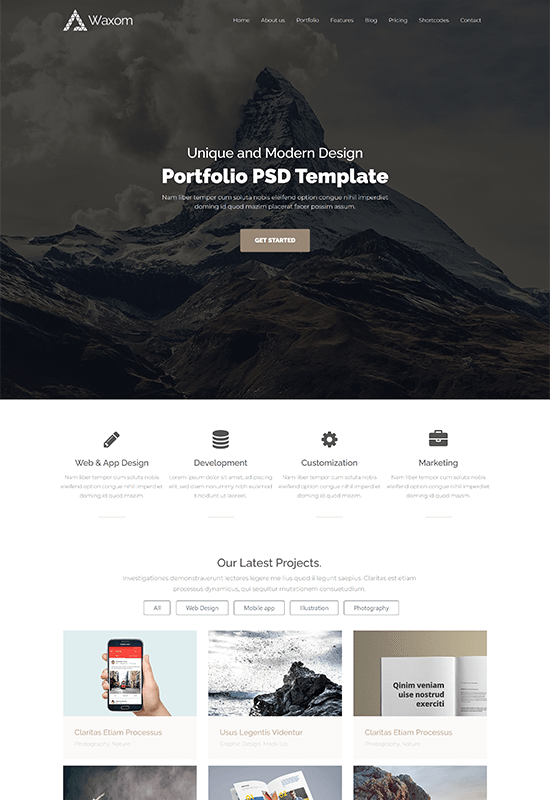 Waxom
Home About us Portfolio Features Blog Pricing Shortcodes Contact
Unique and Modern Design
Portfolio PSD Template
Nam liber tempor cum soluta nobis eleifend option congue nihil imperdiet
doming id quod mazim placerat facer possim assum.
GET STARTED
Web & App Design
Nam liber tempor cum soluta nobis
eleifend option congue nihil imperdiet
doming id quod mazim.
Development
Lorem ipsum dolor sit amet, adipiscing
elit, sed diam nonummy nibh euismod
tincidunt ut laoreet.
Customization
Nam liber tempor cum soluta nobis
eleifend option congue nihil imperdiet
doming id quod mazim.
Marketing
Nam liber tempor cum soluta nobis
eleifend option congue nihil imperdiet
doming id quod mazim.
Our Latest Projects.
Investigationes demonstraverunt lectores legere me lius quod ii legunt saepius. Claritas est etiam
processus dynamicus, qui sequitur mutationem consuetudium.
All Web Design Mobile app Illustration Photography
Qinim veniam
uise nostrud
exerciti
Claritas Etiam Processus
Photography, Nature
Usus Legentis Videntur
Graphic Design, Mock-Up
Claritas Etiam Processus
Photography, Nature